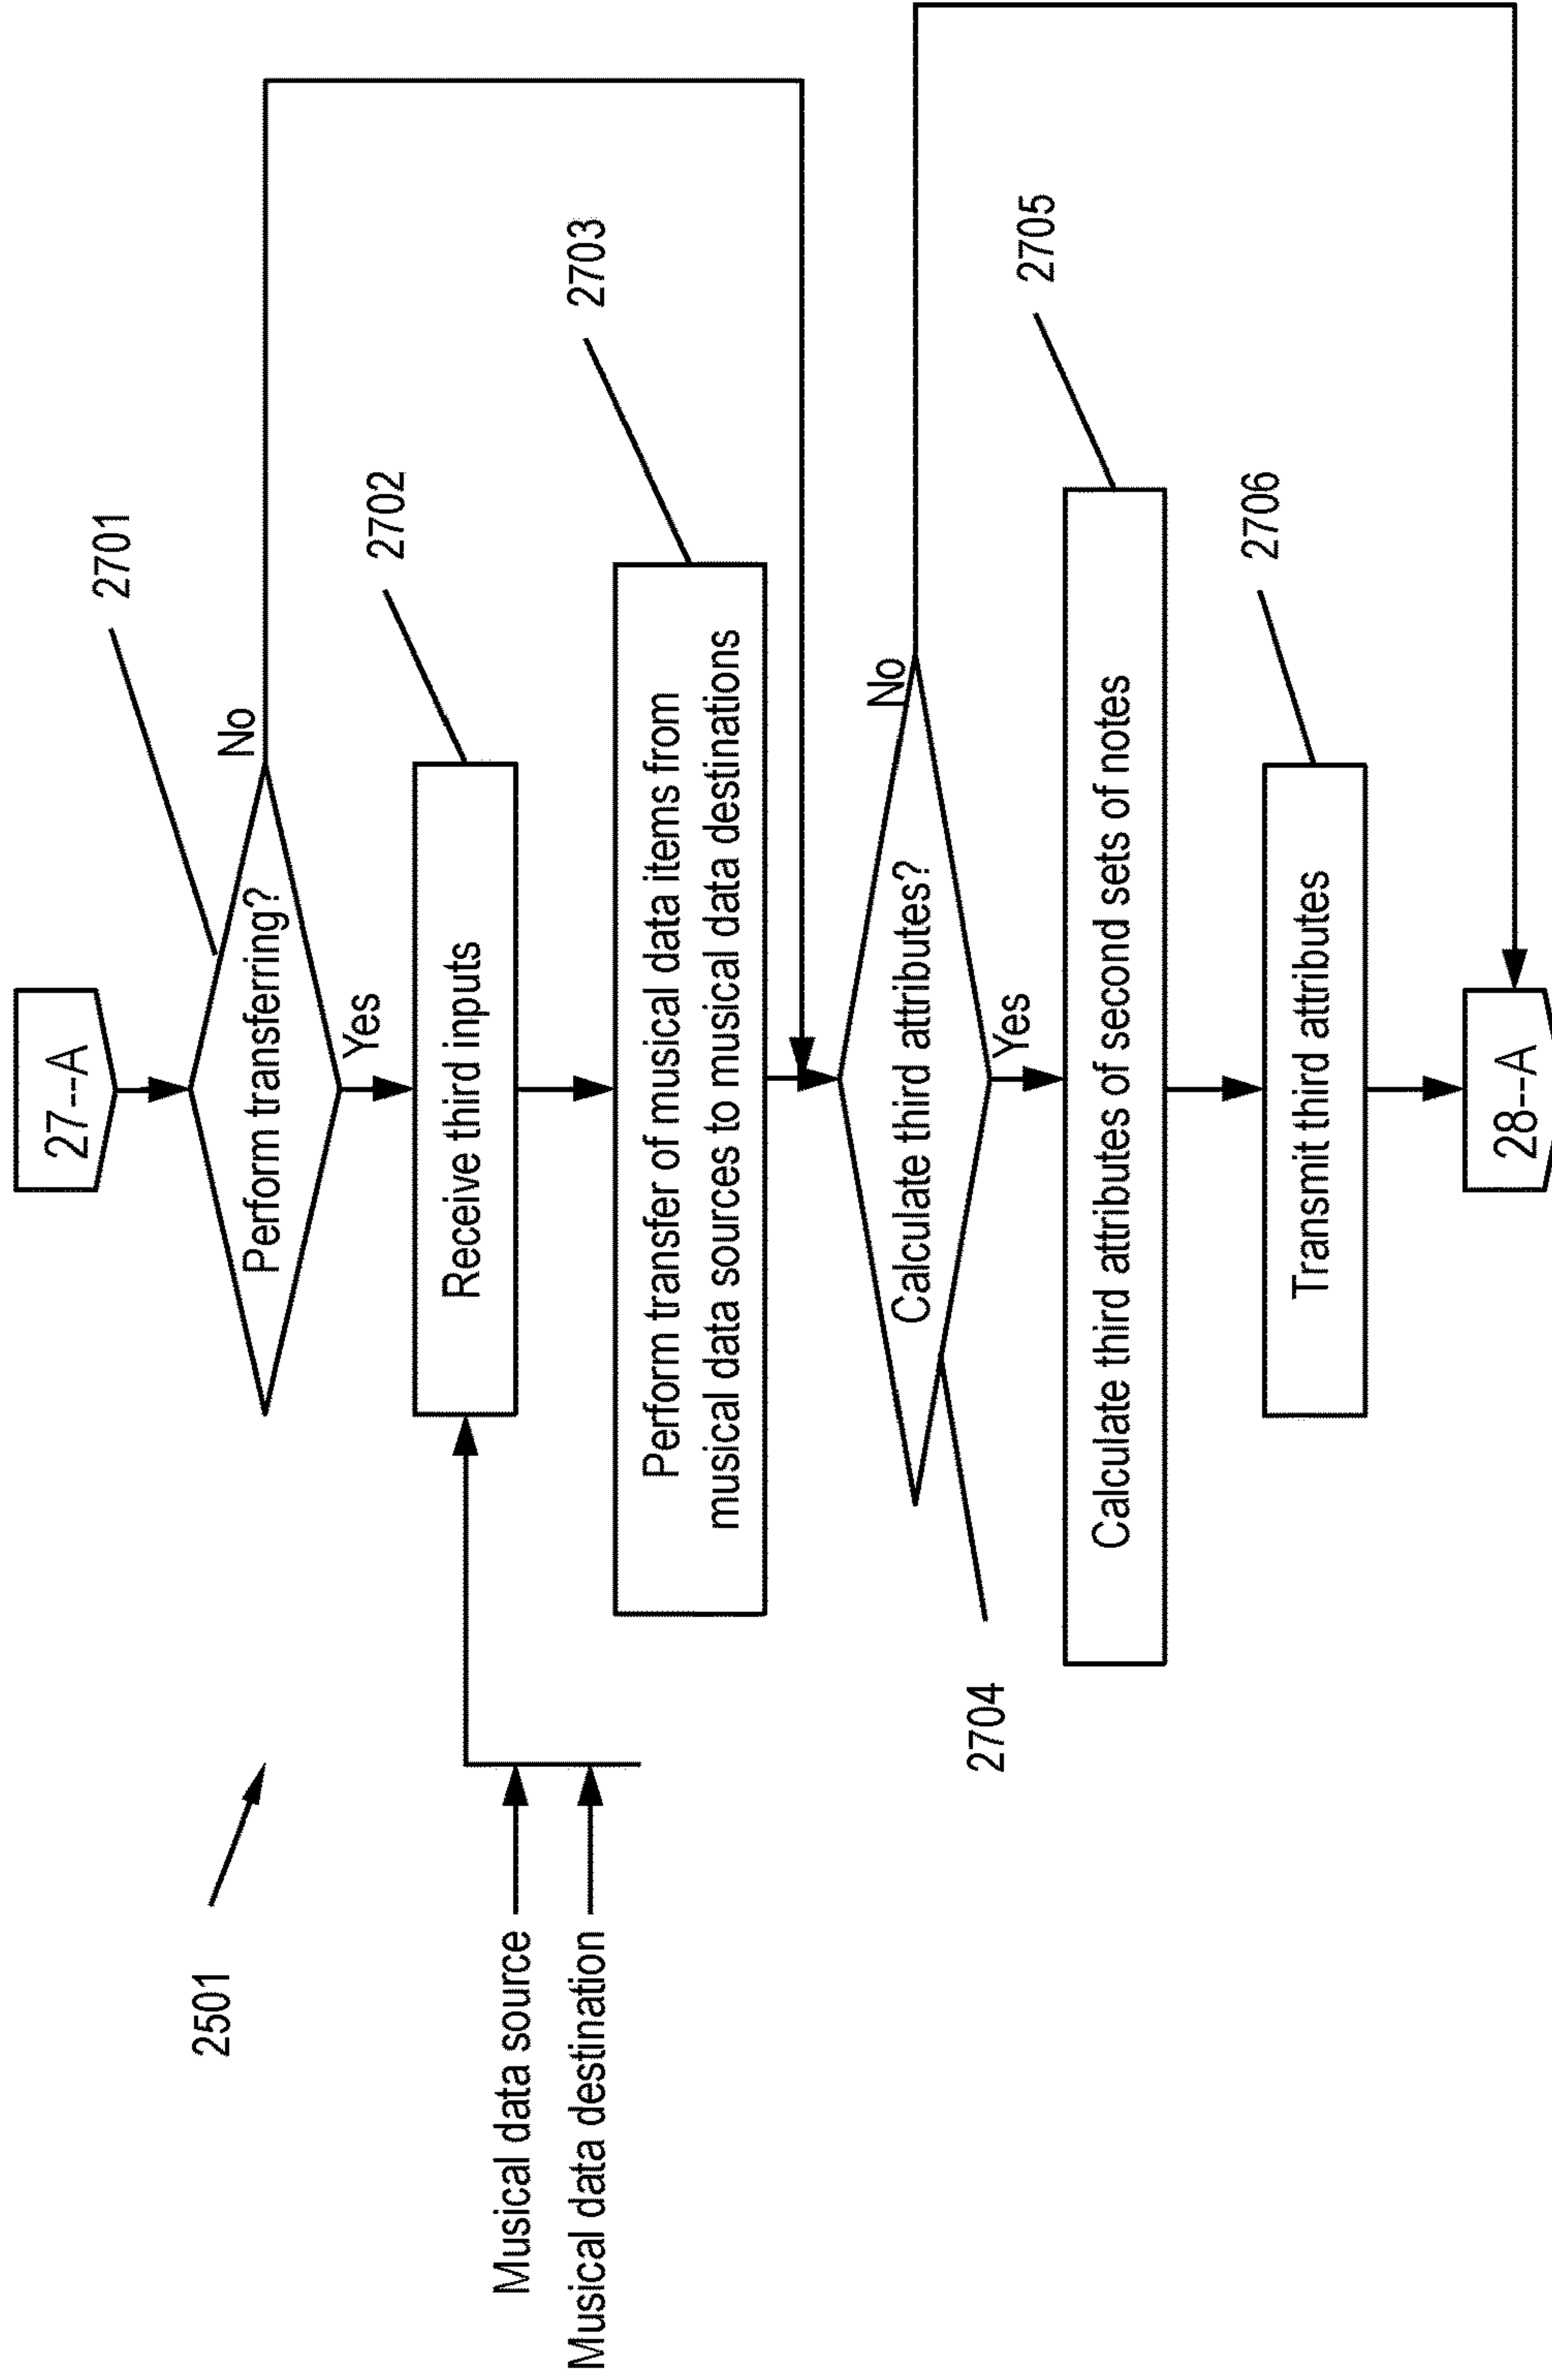 27--A
2701
Perform transferring?
No
Yes
2501
2702
Receive third inputs
Musical data source
Musical data destination
2703
Perform transfer of musical data items from
musical data sources to musical data destinations
Calculate third attributes?
No
Yes
2704
2705
Calculate third attributes of second sets of notes
2706
Transmit third attributes
28--A